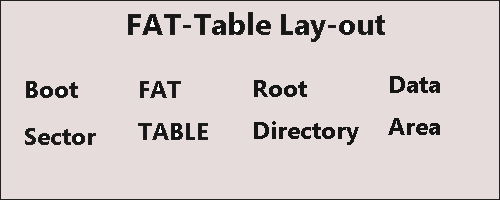 FAT-Table Lay-out
Boot FAT Root Data
Sector TABLE Directory Area